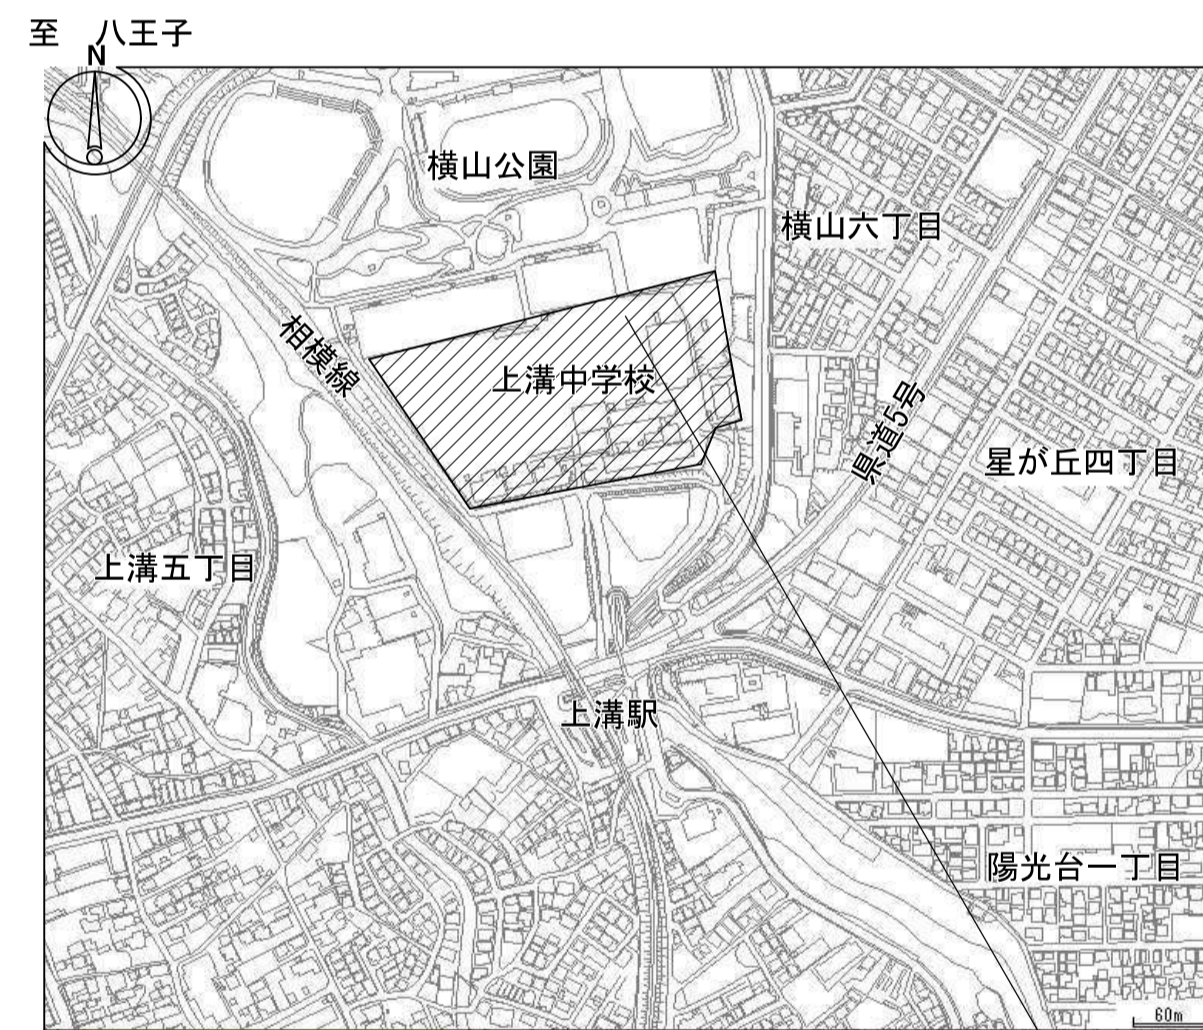 至　八王子
N
横山公園
横山六丁目
相模線
上溝中学校
県道5号
星が丘四丁目
上溝五丁目
上溝駅
陽光台一丁目
60m